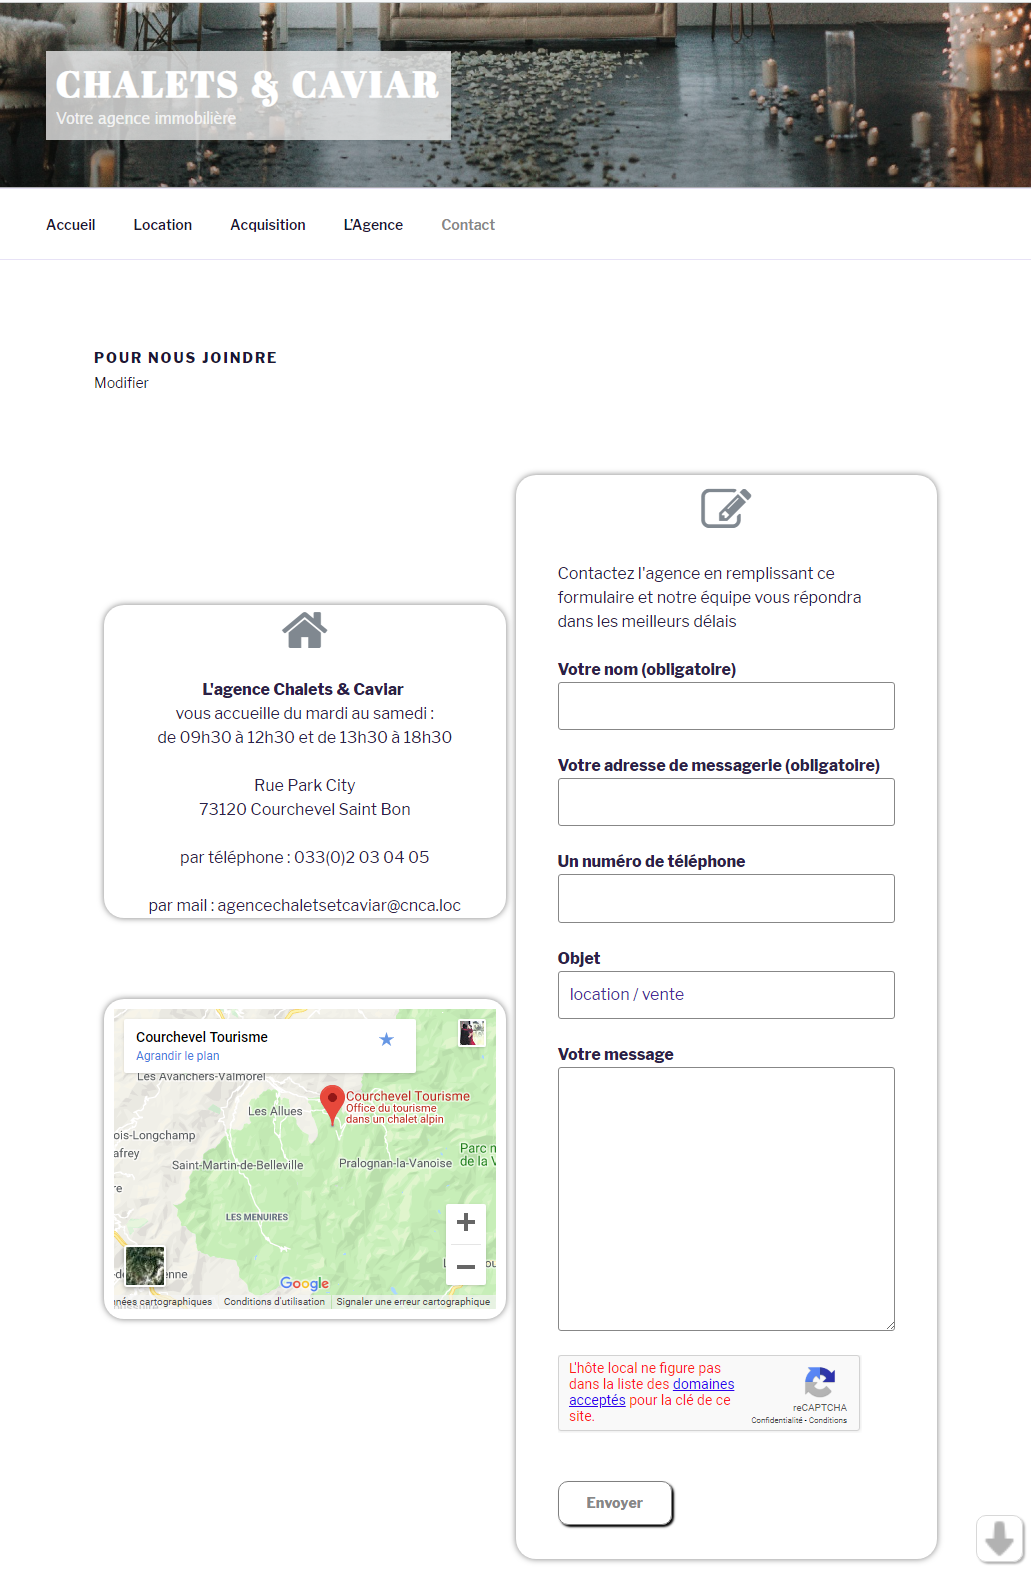 CHALETS & CAVIAR
Votre agence immobilière
Accueil
Location
Acquisition
L'Agence
Contact
POUR NOUS JOINDRE
Modifier
L'agence Chalets & Caviar
vous accueille du mardi au samedi :
de 09h30 à 12h30 et de 13h30 à 18h30
Rue Park City
73120 Courchevel Saint Bon
par téléphone : 033(0)2 03 04 05
par mail : agencechaletsetcaviar@cnca.loc
Courchevel Tourisme
Agrandir le plan
Les Avanchers-Valmorel
Courchevel Tourisme
Office du tourisme
dans un chalet alpin
Les Allues
ois-Longchamp
afrey
Saint-Martin-de-Belleville
Pralognan-la-Vanoise
Parc n
de la V
re
LES MENUIRES
enne
Google
nnées cartographiques
Conditions d'utilisation
Signaler une erreur cartographique
Contactez l'agence en remplissant ce
formulaire et notre équipe vous répondra
dans les meilleurs délais
Votre nom (obligatoire)
Votre adresse de messagerie (obligatoire)
Un numéro de téléphone
Objet
location / vente
Votre message
L'hôte local ne figure pas
dans la liste des domaines
acceptés pour la clé de ce
site.
reCAPTCHA
Confidentialité - Conditions
Envoyer